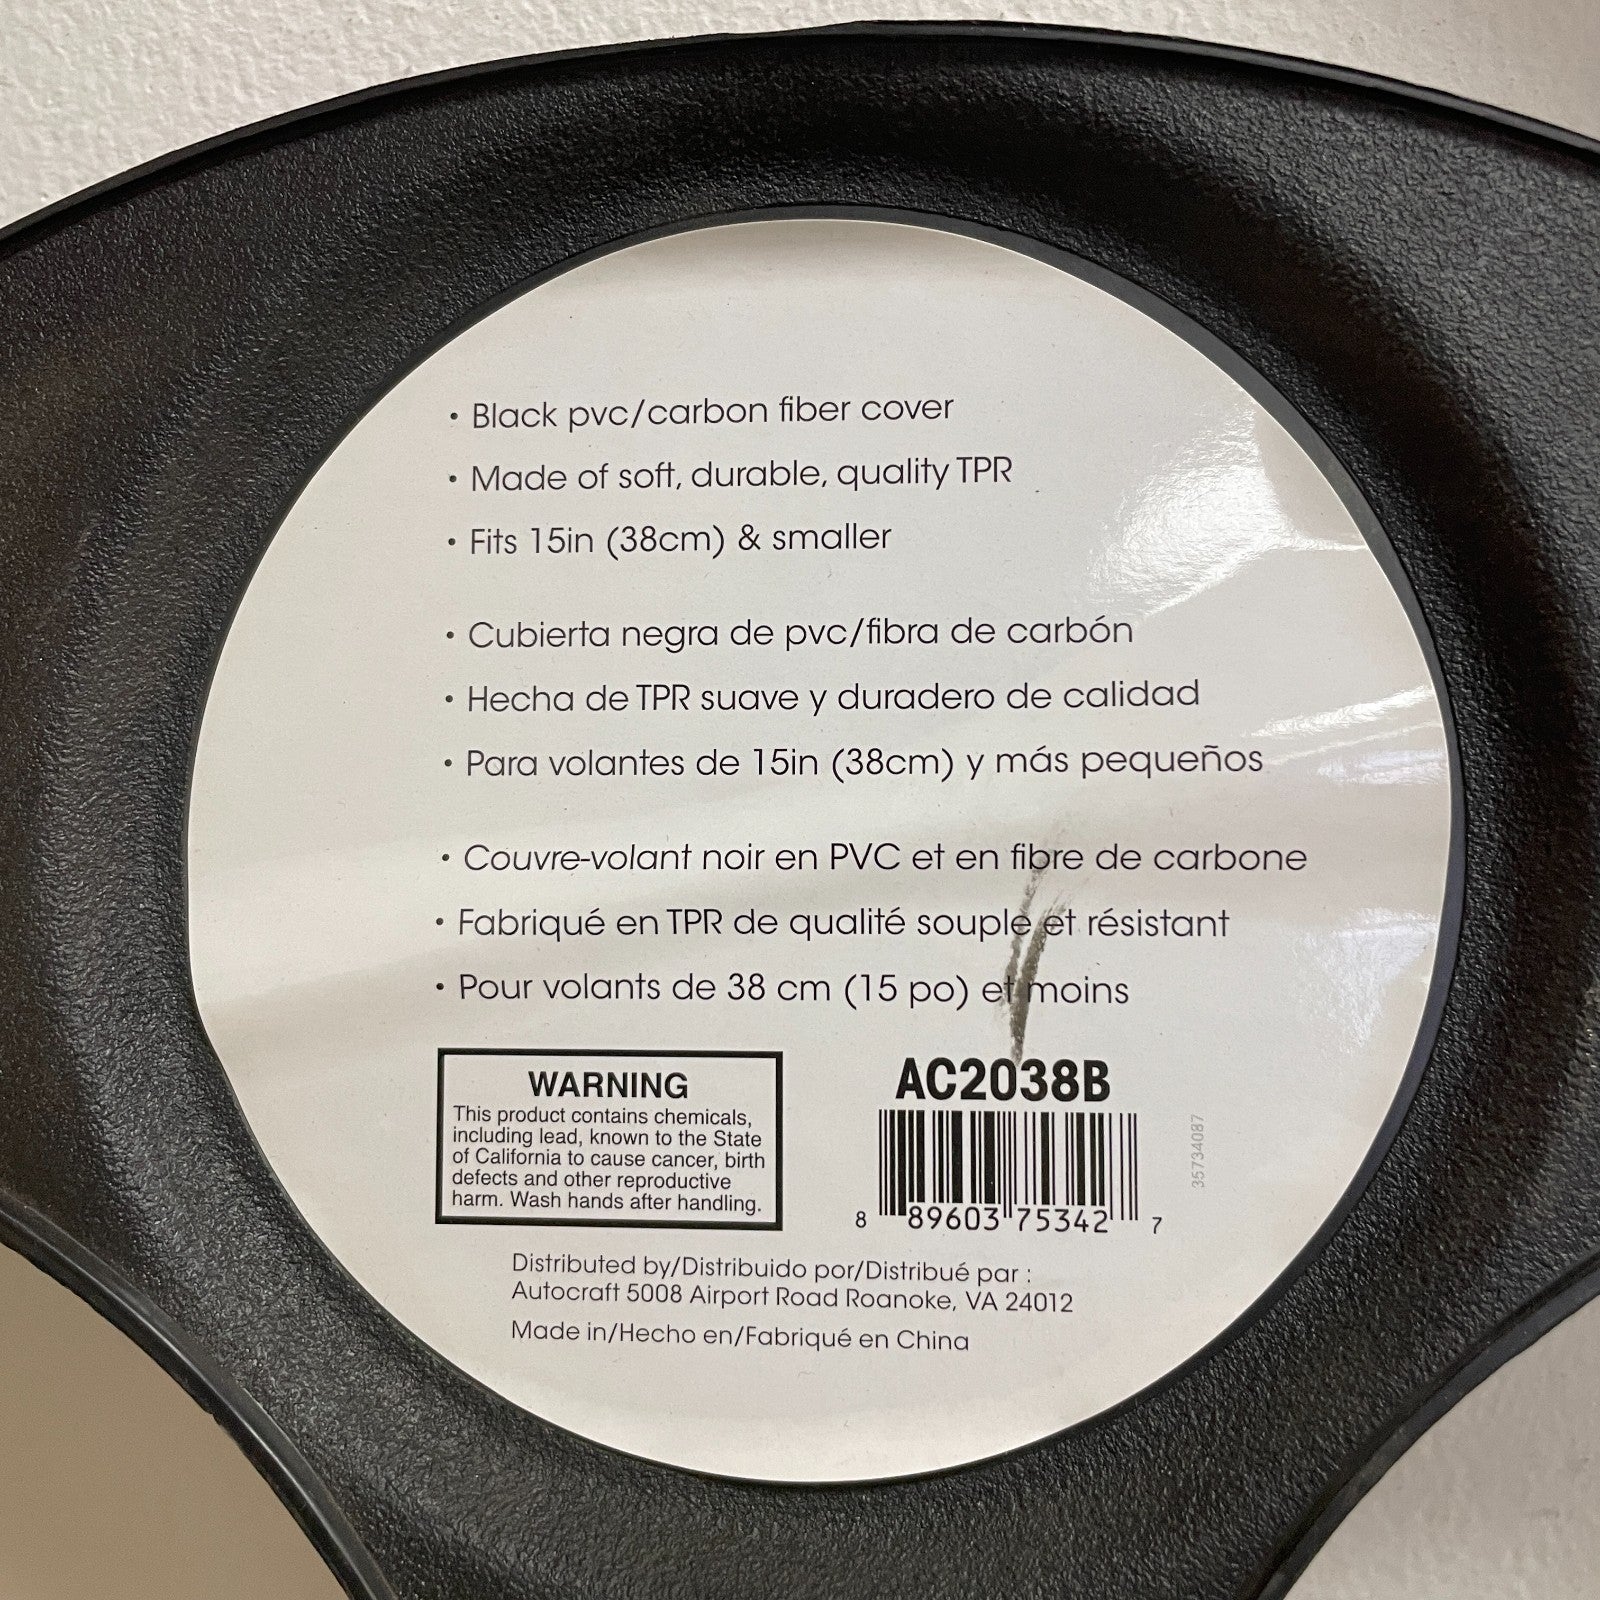 • Black pvc/carbon fiber cover
• Made of soft, durable, quality TPR
• Fits 15in (38cm) & smaller
• Cubierta negra de pvc/fibra de carbón
• Hecha de TPR suave y duradero de calidad
• Para volantes de 15in (38cm) y más pequeños
• Couvre-volant noir en PVC et en fibre de carbone
• Fabriqué en TPR de qualité souple et résistant
• Pour volants de 38 cm (15 po) et moins
WARNING
This product contains chemicals,
including lead, known to the State
of California to cause cancer, birth
defects and other reproductive
harm. Wash hands after handling.
AC2038B
8 89603 75342 7
35734087
Distributed by/Distribuido por/Distribué par :
Autocraft 5008 Airport Road Roanoke, VA 24012
Made in/Hecho en/Fabriqué en China